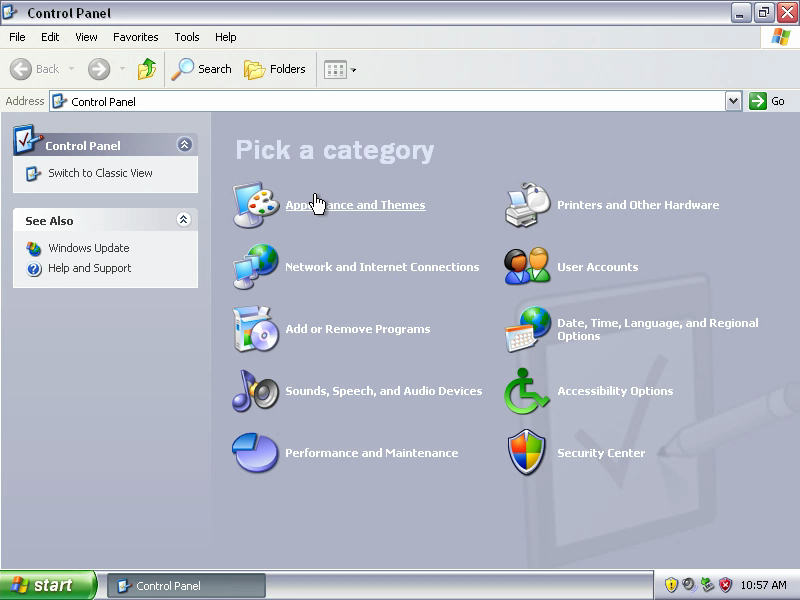 Control Panel
File Edit View Favorites Tools Help
Back Search Folders
Address Control Panel Go
Control Panel
Switch to Classic View
See Also
Windows Update
Help and Support
Pick a category
Appearance and Themes
Printers and Other Hardware
Network and Internet Connections
User Accounts
Add or Remove Programs
Date, Time, Language, and Regional
Options
Sounds, Speech, and Audio Devices
Accessibility Options
Performance and Maintenance
Security Center
start Control Panel 10:57 AM